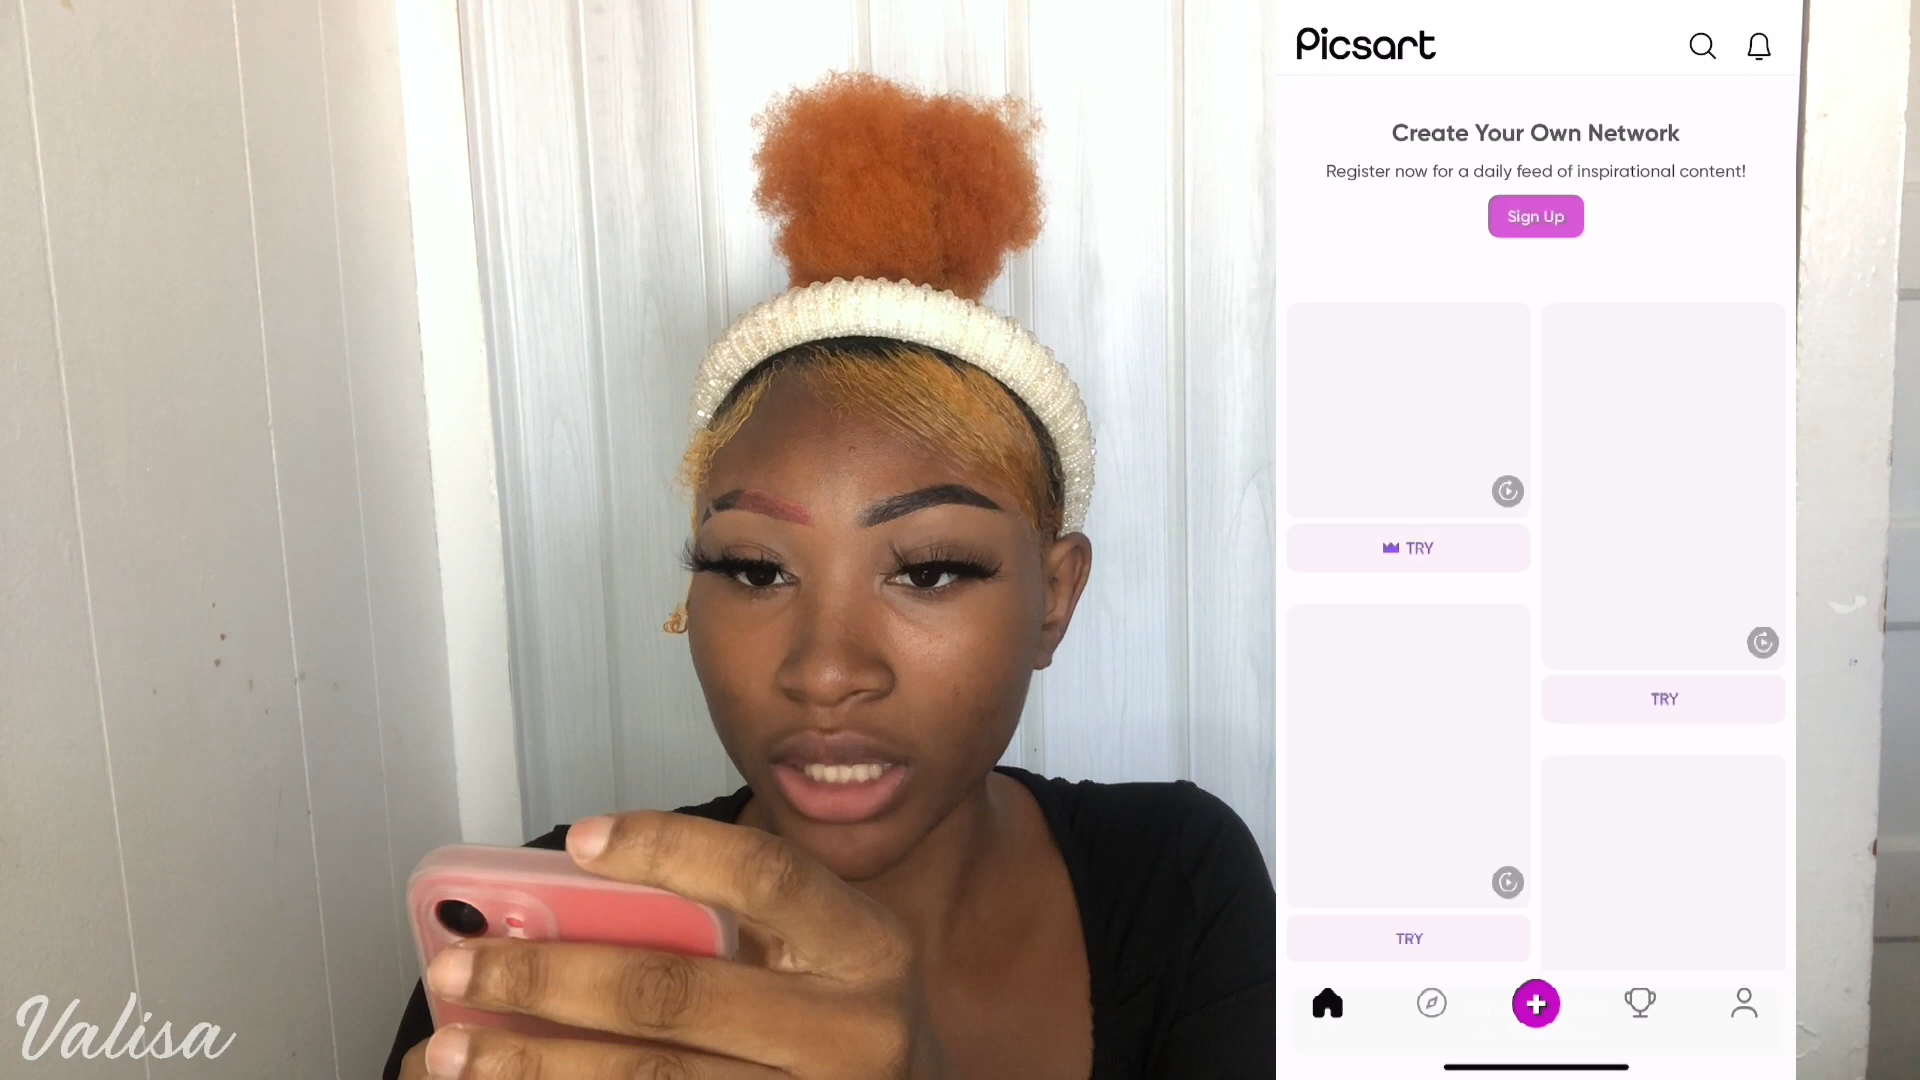 Picsart
Create Your Own Network
Register now for a daily feed of inspirational content!
Sign Up
TRY
TRY
TRY
Valisa